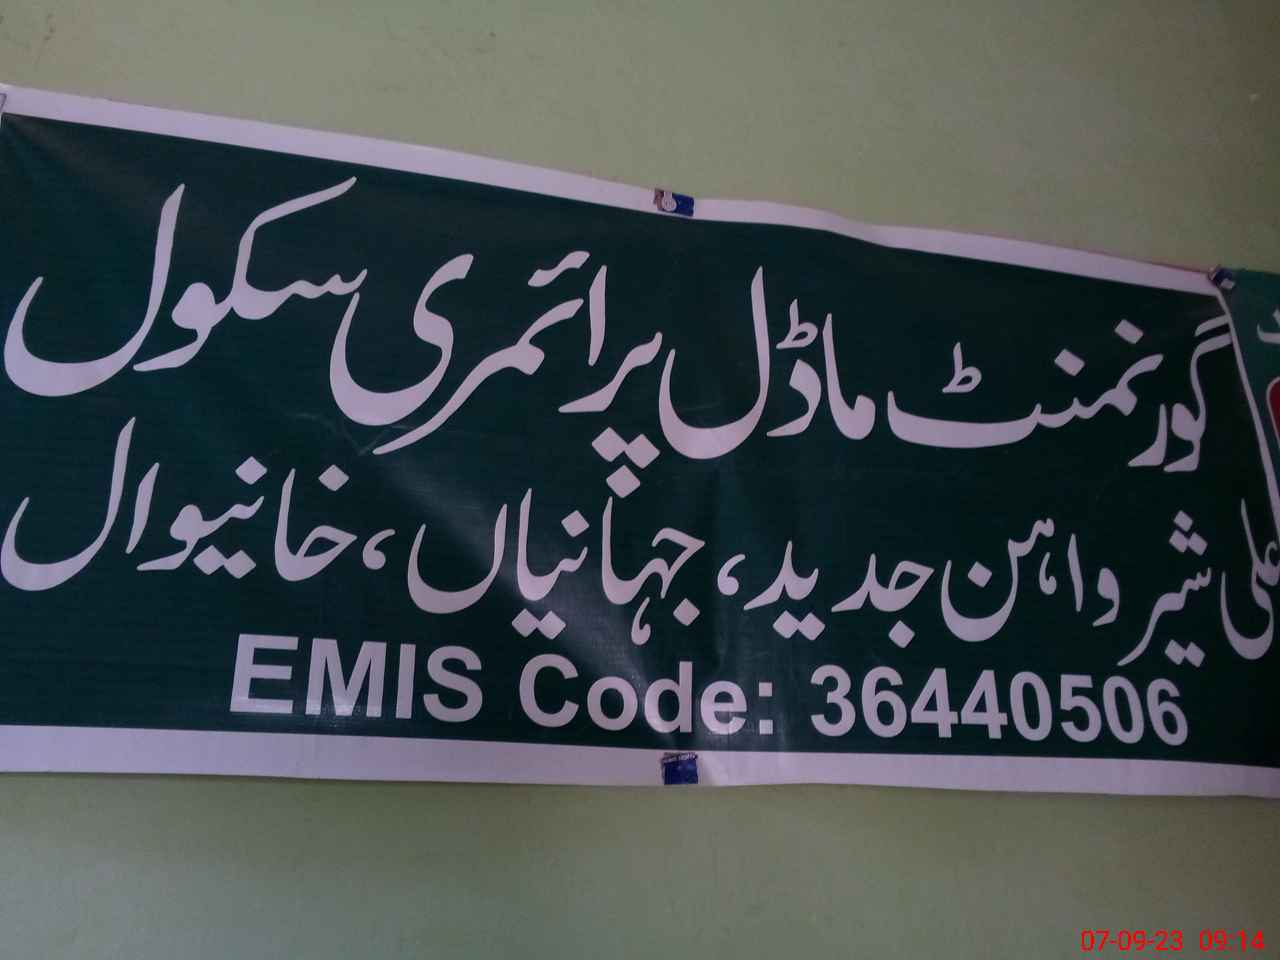 گورنمنٹ ماڈل پرائمری سکول
علی شیر واہن جدید، جہانیاں، خانیوال
EMIS Code: 36440506
07-09-23 09:14